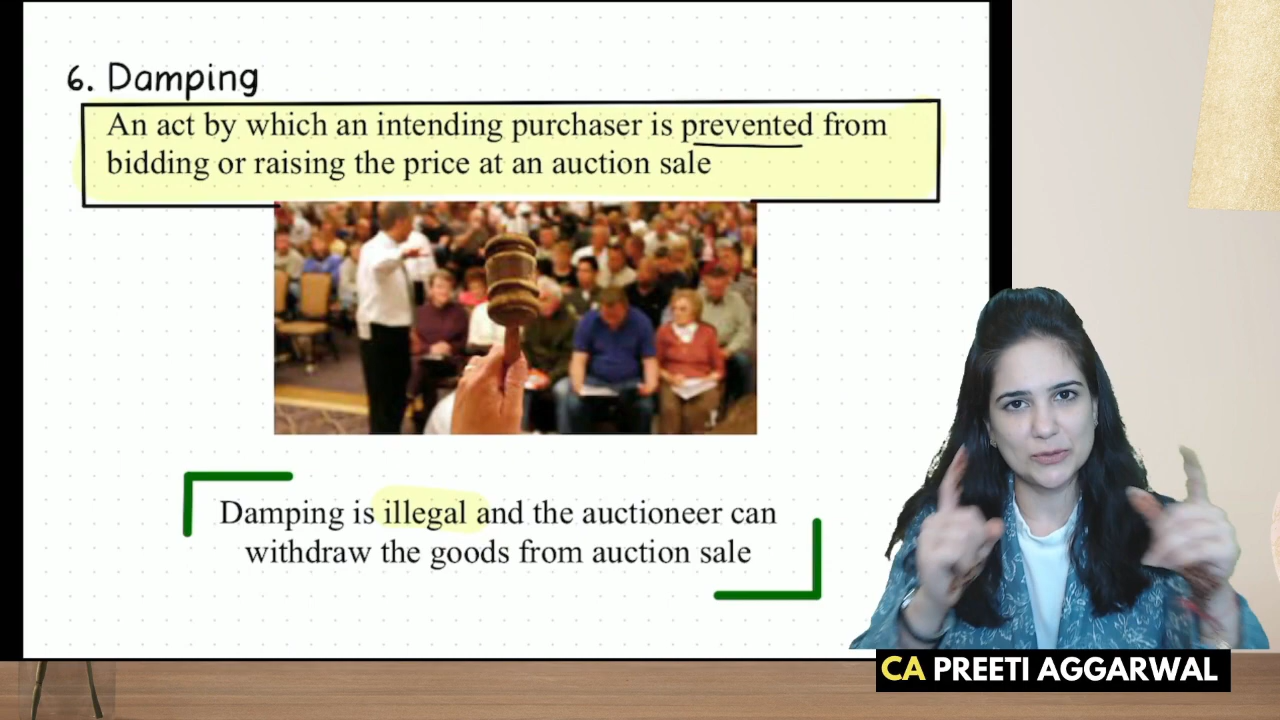 6. Damping
An act by which an intending purchaser is prevented from
bidding or raising the price at an auction sale
Damping is illegal and the auctioneer can
withdraw the goods from auction sale
CA PREETI AGGARWAL